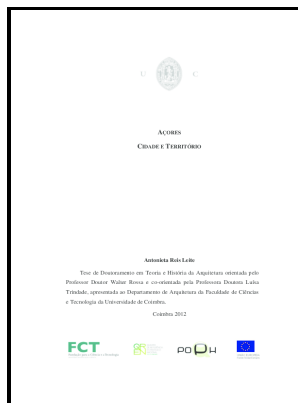 U C
AÇORES
CIDADE E TERRITÓRIO
Antonieta Reis Leite
Tese de Doutoramento em Teoria e História da Arquitetura orientada pelo
Professor Doutor Walter Rossa e co-orientada pela Professora Doutora Luísa
Trindade, apresentada ao Departamento de Arquitetura da Faculdade de Ciências
e Tecnologia da Universidade de Coimbra.
Coimbra 2012
FCT
PO PH